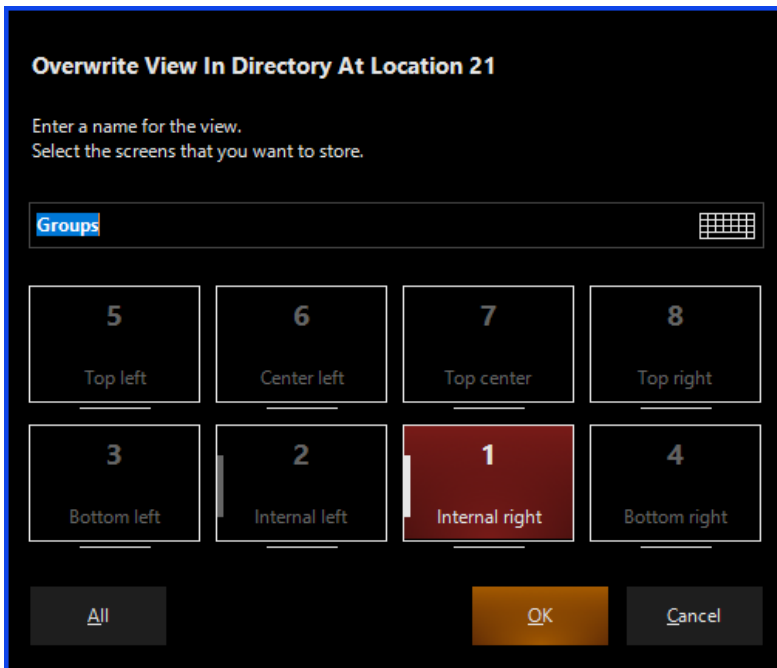 Overwrite View In Directory At Location 21
Enter a name for the view.
Select the screens that you want to store.
Groups
5 6 7 8
Top left Center left Top center Top right
3 2 1 4
Bottom left Internal left Internal right Bottom right
All OK Cancel